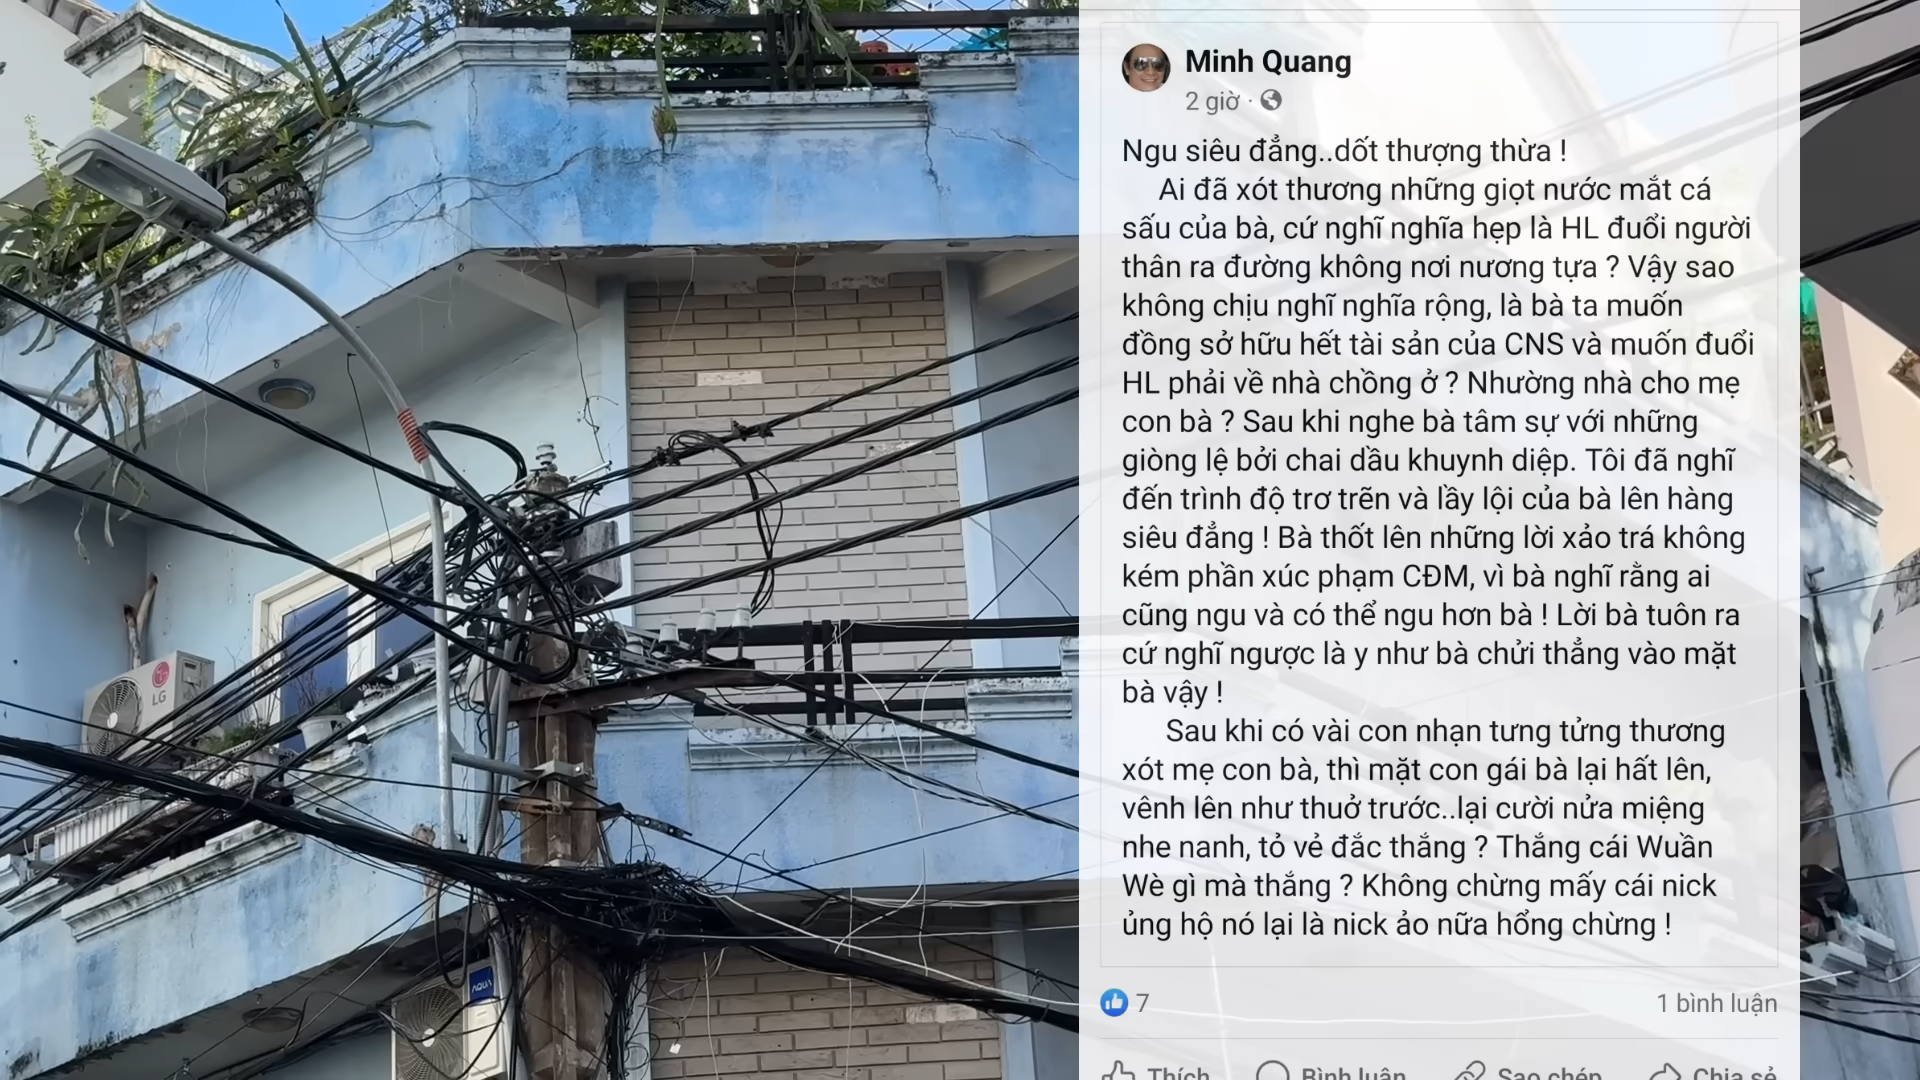 LG
AQUA
Minh Quang
2 giờ ·
Ngu siêu đẳng..dốt thượng thừa !
Ai đã xót thương những giọt nước mắt cá
sấu của bà, cứ nghĩ nghĩa hẹp là HL đuổi người
thân ra đường không nơi nương tựa ? Vậy sao
không chịu nghĩ nghĩa rộng, là bà ta muốn
đồng sở hữu hết tài sản của CNS và muốn đuổi
HL phải về nhà chồng ở ? Nhường nhà cho mẹ
con bà ? Sau khi nghe bà tâm sự với những
giòng lệ bởi chai dầu khuynh diệp. Tôi đã nghĩ
đến trình độ trơ trẽn và lầy lội của bà lên hàng
siêu đẳng ! Bà thốt lên những lời xảo trá không
kém phần xúc phạm CĐM, vì bà nghĩ rằng ai
cũng ngu và có thể ngu hơn bà ! Lời bà tuôn ra
cứ nghĩ ngược là y như bà chửi thẳng vào mặt
bà vậy !
Sau khi có vài con nhạn tưng tửng thương
xót mẹ con bà, thì mặt con gái bà lại hất lên,
vênh lên như thuở trước..lại cười nửa miệng
nhe nanh, tỏ vẻ đắc thắng ? Thắng cái Wuần
Wè gì mà thắng ? Không chừng mấy cái nick
ủng hộ nó lại là nick ảo nữa hổng chừng !
7
1 bình luận
Thích
Bình luận
Sao chép
Chia sẻ